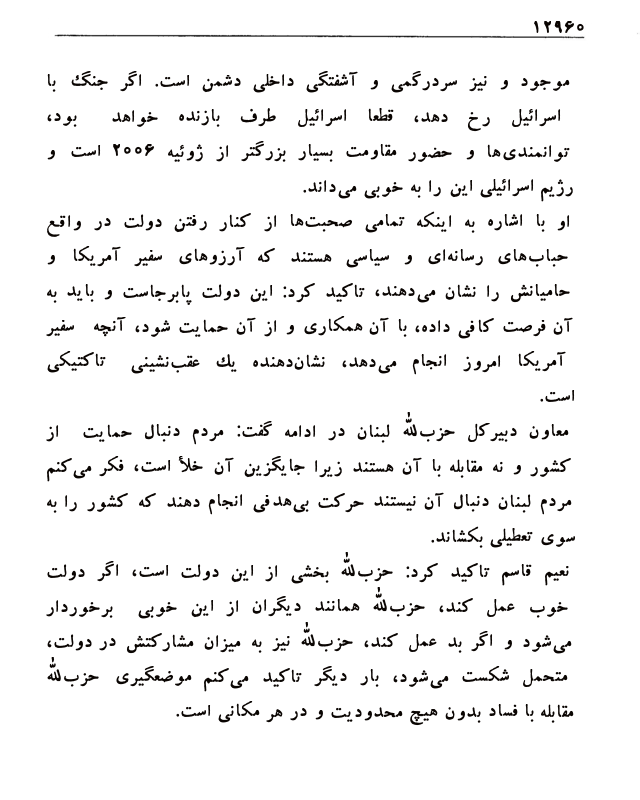 ۱۲۹۶۰
موجود و نیز سردرگمی و آشفتگی داخلی دشمن است. اگر جنگ با
اسرائیل رخ دهد، قطعا اسرائیل طرف بازنده خواهد بود،
توانمندی‌ها و حضور مقاومت بسیار بزرگتر از ژوئیه ۲۰۰۶ است و
رژیم اسرائیلی این را به خوبی می‌داند.
او با اشاره به اینکه تمامی صحبت‌ها از کنار رفتن دولت در واقع
حباب‌های رسانه‌ای و سیاسی هستند که آرزوهای سفیر آمریکا و
حامیانش را نشان می‌دهند، تاکید کرد: این دولت پابرجاست و باید به
آن فرصت کافی داده، با آن همکاری و از آن حمایت شود، آنچه سفیر
آمریکا امروز انجام می‌دهد، نشان‌دهنده یك عقب‌نشینی تاکتیکی
است.
معاون دبیرکل حزب‌الله لبنان در ادامه گفت: مردم دنبال حمایت از
کشور و نه مقابله با آن هستند زیرا جایگزین آن خلأ است، فکر می‌کنم
مردم لبنان دنبال آن نیستند حرکت بی‌هدفی انجام دهند که کشور را به
سوی تعطیلی بکشاند.
نعیم قاسم تاکید کرد: حزب‌الله بخشی از این دولت است، اگر دولت
خوب عمل کند، حزب‌الله همانند دیگران از این خوبی برخوردار
می‌شود و اگر بد عمل کند، حزب‌الله نیز به میزان مشارکتش در دولت،
متحمل شکست می‌شود، بار دیگر تاکید می‌کنم موضعگیری حزب‌الله
مقابله با فساد بدون هیچ محدودیت و در هر مکانی است.